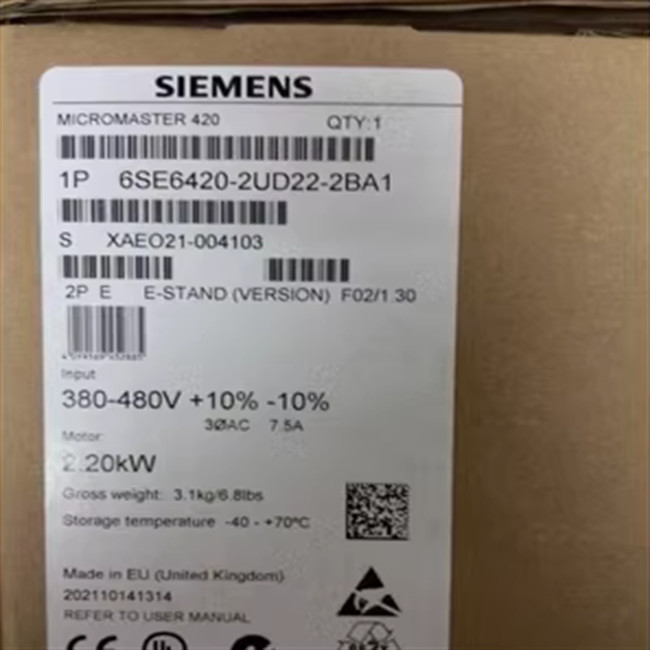 SIEMENS
MICROMASTER 420 QTY:1
1P 6SE6420-2UD22-2BA1
S XAEO21-004103
2P E E-STAND (VERSION) F02/1.30
Input
380-480V +10% -10%
3ØAC 7.5A
Motor:
2.20kW
Gross weight: 3.1kg/6.8lbs
Storage temperature -40 - +70ºC
Made in EU (United Kingdom)
202110141314
REFER TO USER MANUAL